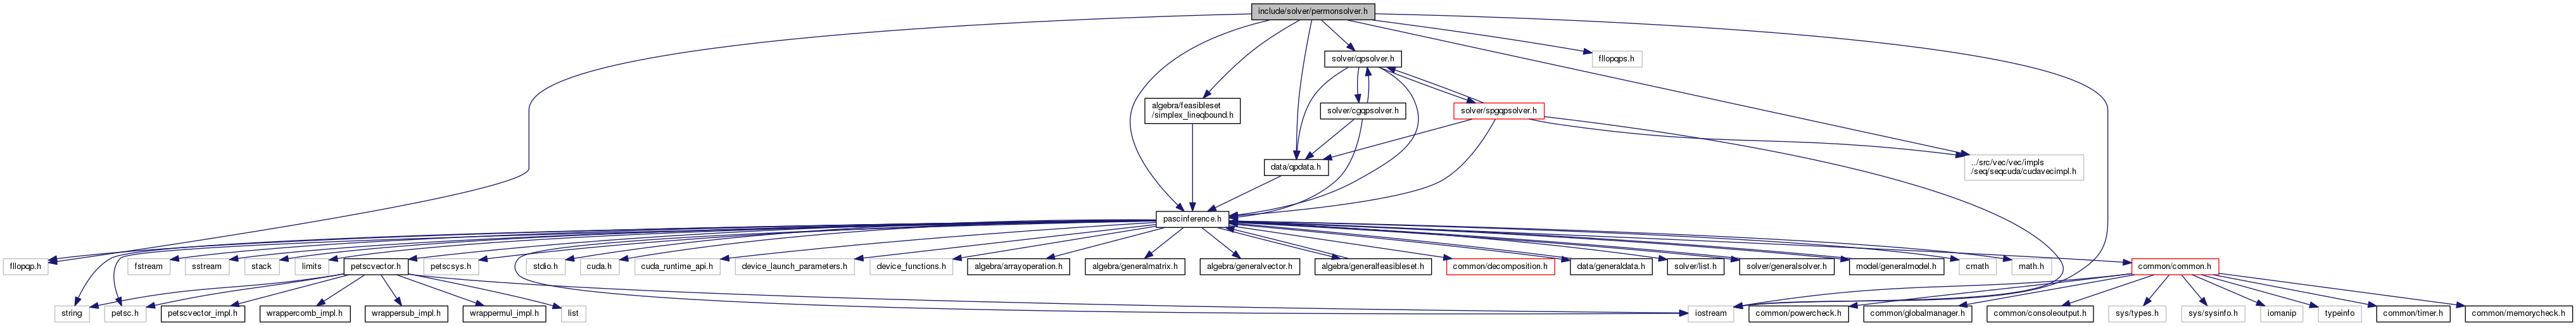 include/solver/permonsolver.h
solver/qpsolver.h
fllopqps.h
algebra/feasibleset
/simplex_lineqbound.h
solver/cgqpsolver.h
solver/spgqpsolver.h
data/qpdata.h
../src/vec/vec/impls
/seq/seqcuda/cudavecimpl.h
pascinference.h
fllopqp.h
fstream
sstream
stack
limits
petscvector.h
petscsys.h
stdio.h
cuda.h
cuda_runtime_api.h
device_launch_parameters.h
device_functions.h
algebra/arrayoperation.h
algebra/generalmatrix.h
algebra/generalvector.h
algebra/generalfeasibleset.h
common/decomposition.h
data/generaldata.h
solver/list.h
solver/generalsolver.h
model/generalmodel.h
cmath
math.h
common/common.h
string
petsc.h
petscvector_impl.h
wrappercomb_impl.h
wrappersub_impl.h
wrappermul_impl.h
list
iostream
common/powercheck.h
common/globalmanager.h
common/consoleoutput.h
sys/types.h
sys/sysinfo.h
iomanip
typeinfo
common/timer.h
common/memorycheck.h